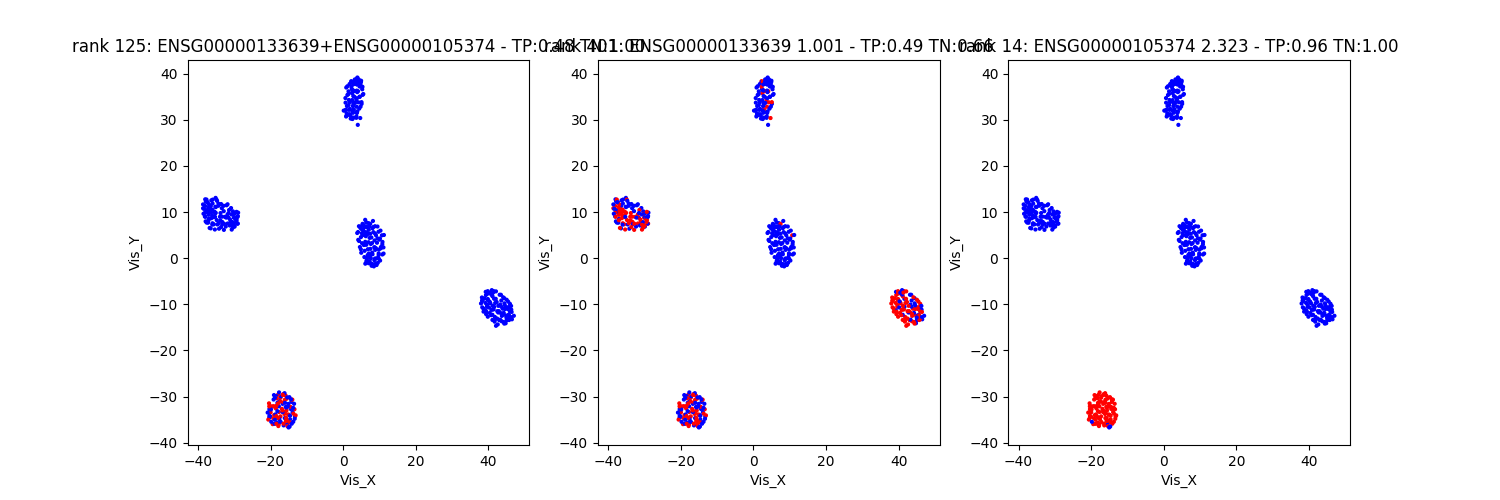 rank 125: ENSG00000133639+ENSG00000105374 - TP:0.48 TN:1.00
rank 401: ENSG00000133639 1.001 - TP:0.49 TN:0.66
rank 14: ENSG00000105374 2.323 - TP:0.96 TN:1.00
40
30
20
10
0
−10
−20
−30
−40
Vis_Y
−40 −20 0 20 40
Vis_X
40
30
20
10
0
−10
−20
−30
−40
Vis_Y
−40 −20 0 20 40
Vis_X
40
30
20
10
0
−10
−20
−30
−40
Vis_Y
−40 −20 0 20 40
Vis_X